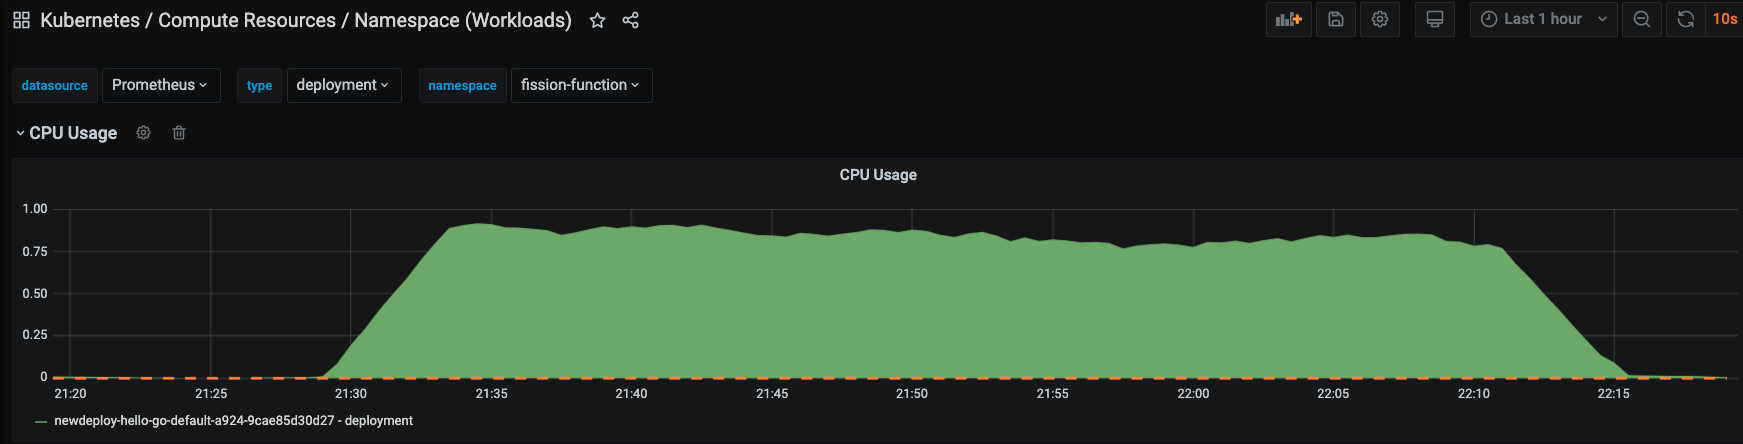 Kubernetes / Compute Resources / Namespace (Workloads)
Last 1 hour
10s
datasource Prometheus type deployment namespace fission-function
CPU Usage
CPU Usage
1.00
0.75
0.50
0.25
0
21:20 21:25 21:30 21:35 21:40 21:45 21:50 21:55 22:00 22:05 22:10 22:15
newdeploy-hello-go-default-a924-9cae85d30d27 - deployment